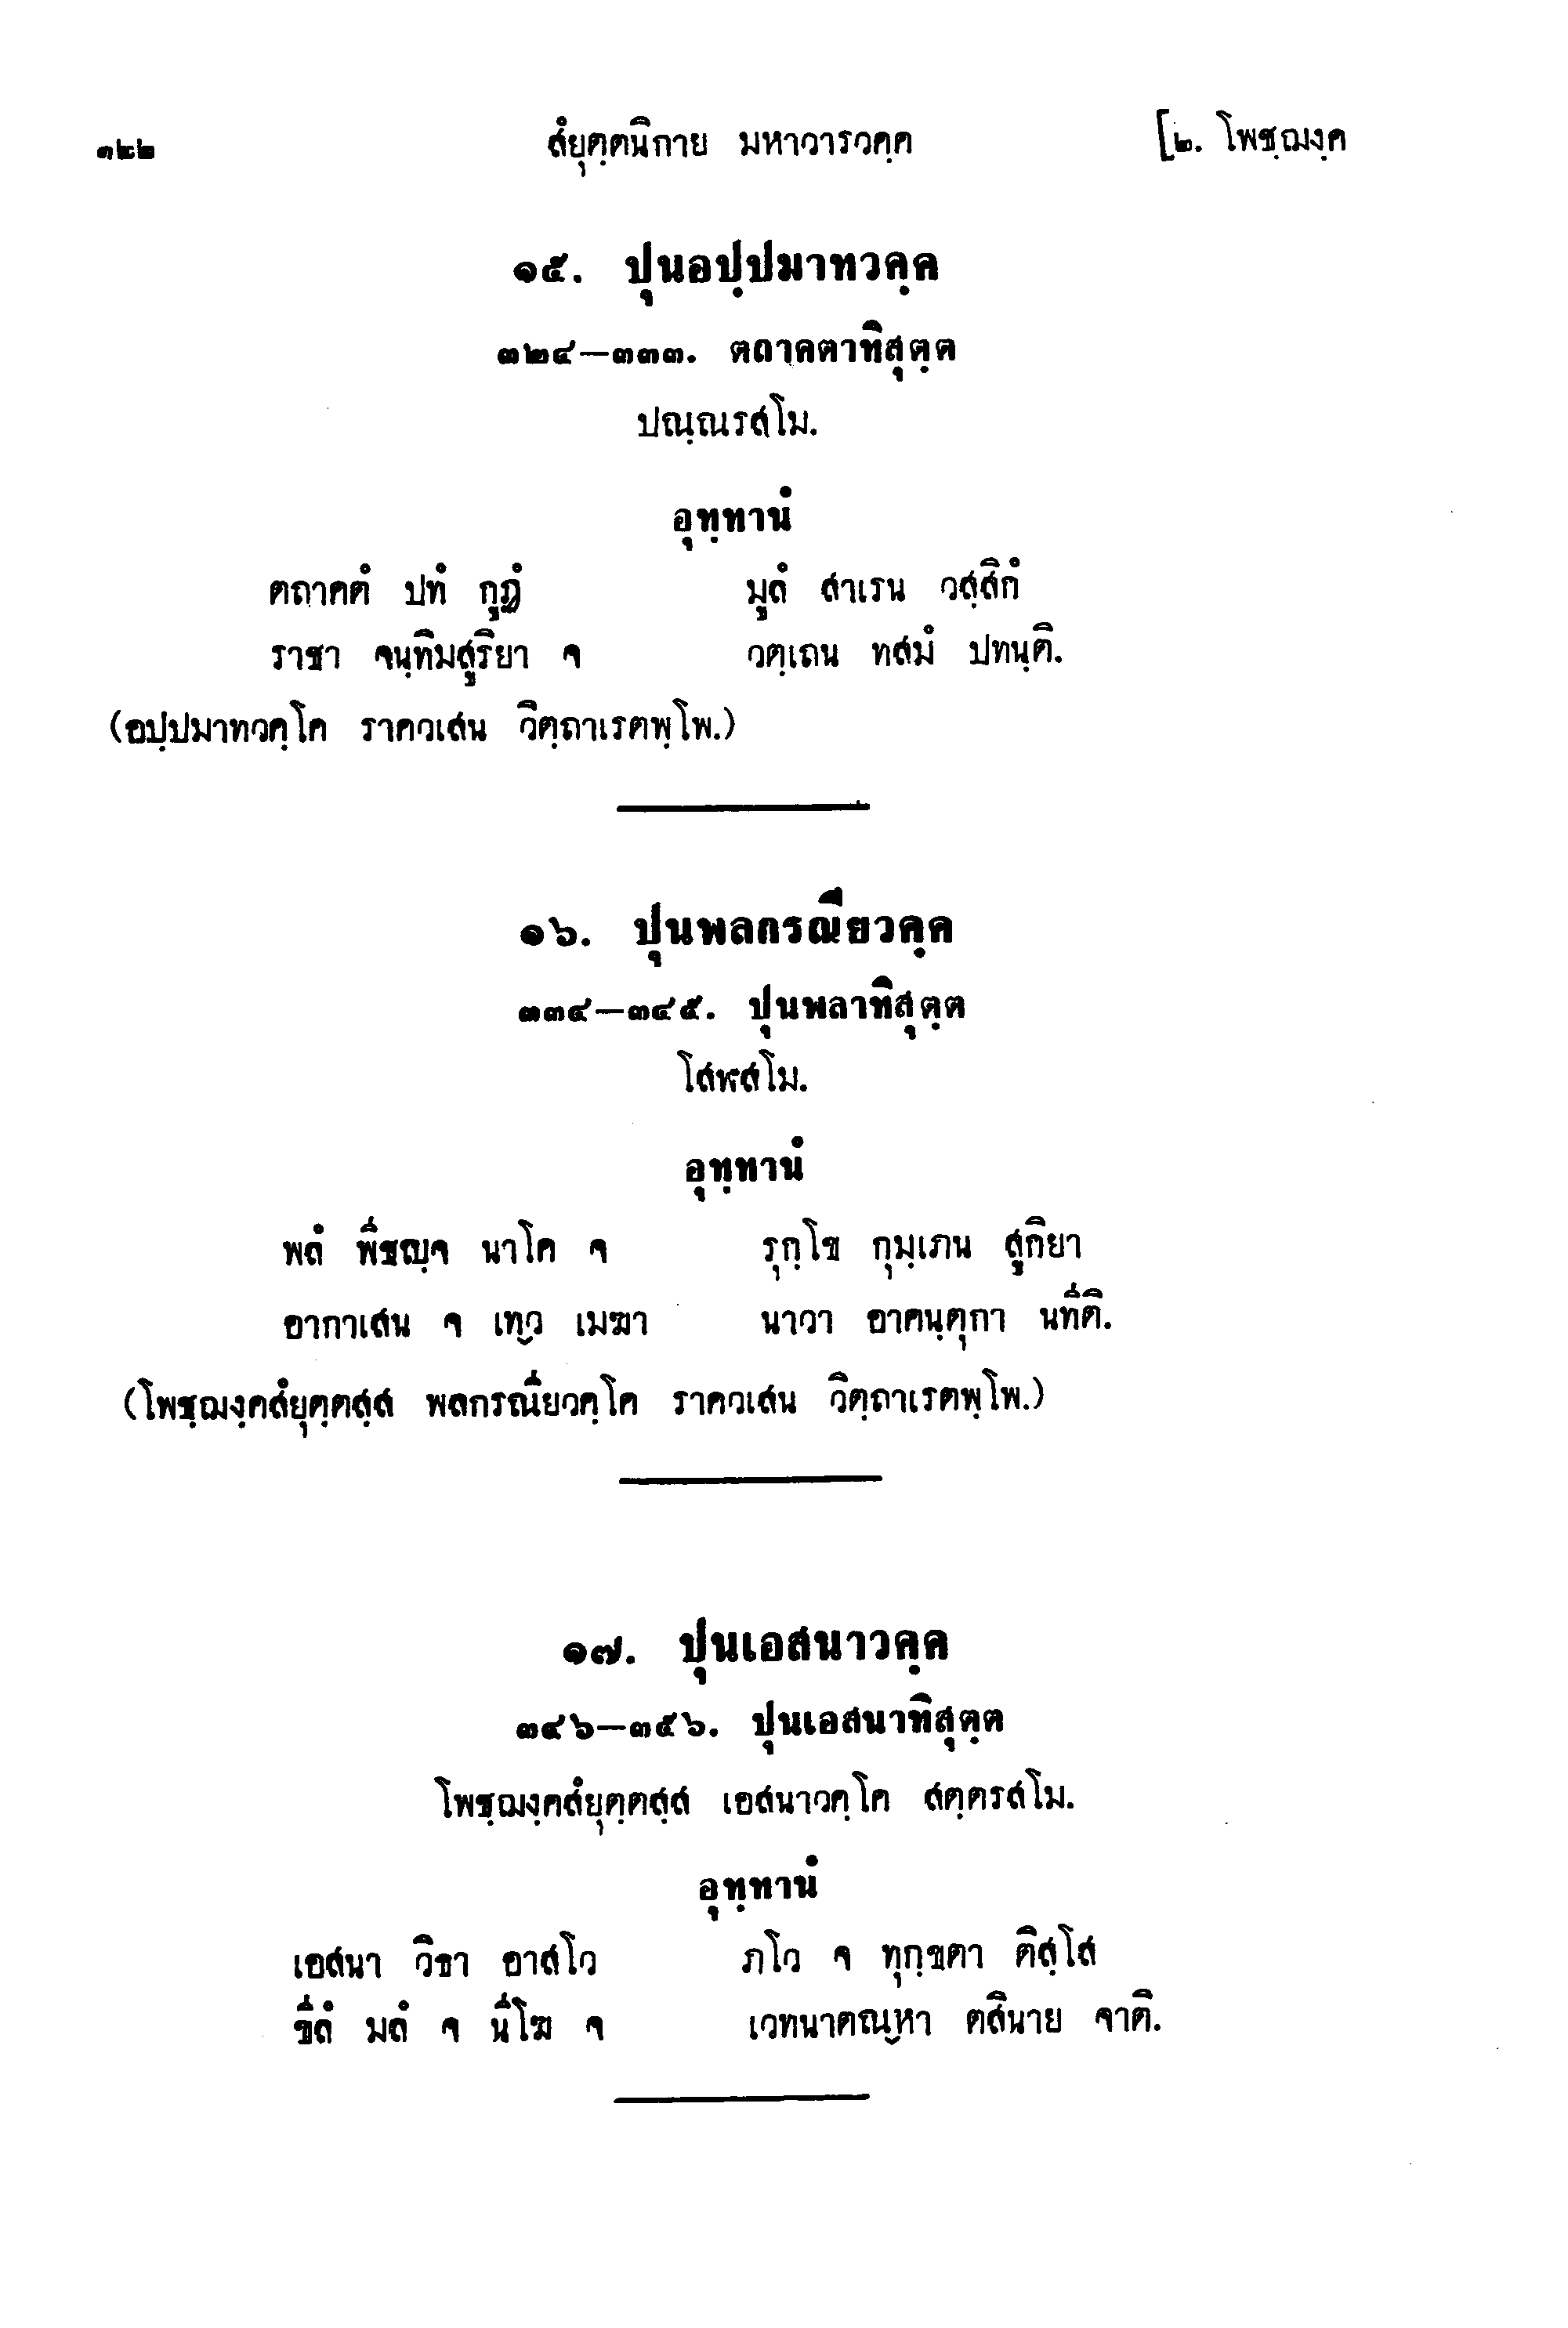 ๑๒๒ สํยุตฺตนิกาย มหาวารวคฺค [๒. โพชฺฌงฺค
๑๕. ปุนอปฺปมาทวคฺค
๓๒๔–๓๓๓. ตถาคตาทิสุตฺต
ปณฺณรสโม.
อุทฺทานํ
ตถาคตํ ปทํ กูฏํ มูลํ สาเรน วสฺสิกํ
ราชา จนฺทิมสูริยา จ วตฺเถน ทสมํ ปทนฺติ.
(อปฺปมาทวคฺโค ราควเสน วิตฺถาเรตพฺโพ.)
๑๖. ปุนพลกรณียวคฺค
๓๓๔–๓๔๕. ปุนพลาทิสุตฺต
โสฬสโม.
อุทฺทานํ
พลํ พีชญฺจ นาโค จ รุกฺโข กุมฺเภน สูกิยา
อากาเสน จ เทฺว เมฆา นาวา อาคนฺตุกา นทีติ.
(โพชฺฌงฺคสํยุตฺตสฺส พลกรณียวคฺโค ราควเสน วิตฺถาเรตพฺโพ.)
๑๗. ปุนเอสนาวคฺค
๓๔๖–๓๕๖. ปุนเอสนาทิสุตฺต
โพชฺฌงฺคสํยุตฺตสฺส เอสนาวคฺโค สตฺตรสโม.
อุทฺทานํ
เอสนา วิธา อาสโว ภโว จ ทุกฺขตา ติสฺโส
ขีลํ มลํ จ นีโฆ จ เวทนาตณฺหา ตสินาย จาติ.